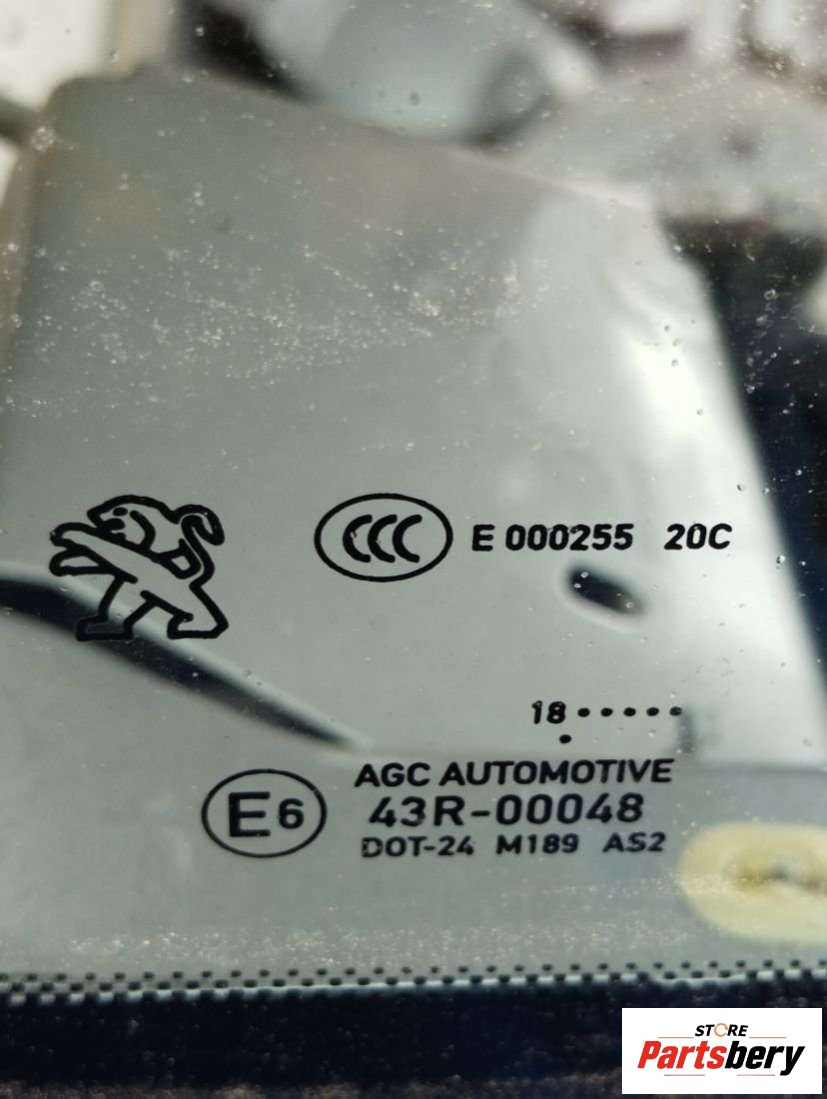 CCC E 000255 20C
18 • • • • •
•
AGC AUTOMOTIVE
E6 43R-00048
DOT-24 M189 AS2
STORE
Partsbery